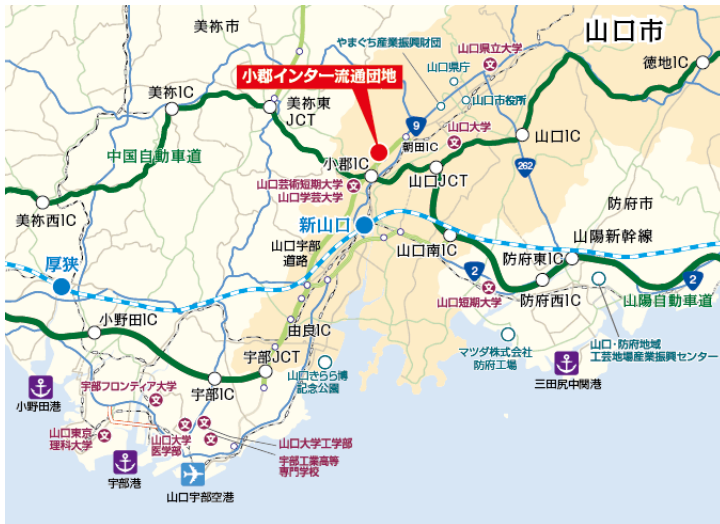 美祢市
やまぐち産業振興財団
山口県立大学
山口市
徳地IC
小郡インター流通団地
山口県庁
美祢IC
美祢東
JCT
山口市役所
9
山口大学
朝田IC
山口IC
中国自動車道
小郡IC
262
山口芸術短期大学
山口学芸大学
山口JCT
美祢西IC
新山口
防府市
山口宇部
道路
山口南IC
山陽新幹線
厚狭
2
防府東IC
山口短期大学
防府西IC
2
山陽自動車道
小野田IC
由良IC
山口・防府地域
工芸地場産業振興センター
マツダ株式会社
防府工場
宇部JCT
山口きらら博
記念公園
三田尻中関港
宇部フロンティア大学
宇部IC
小野田港
文
山口東京
理科大学
山口大学
医学部
山口大学工学部
宇部工業高等
専門学校
宇部港
山口宇部空港